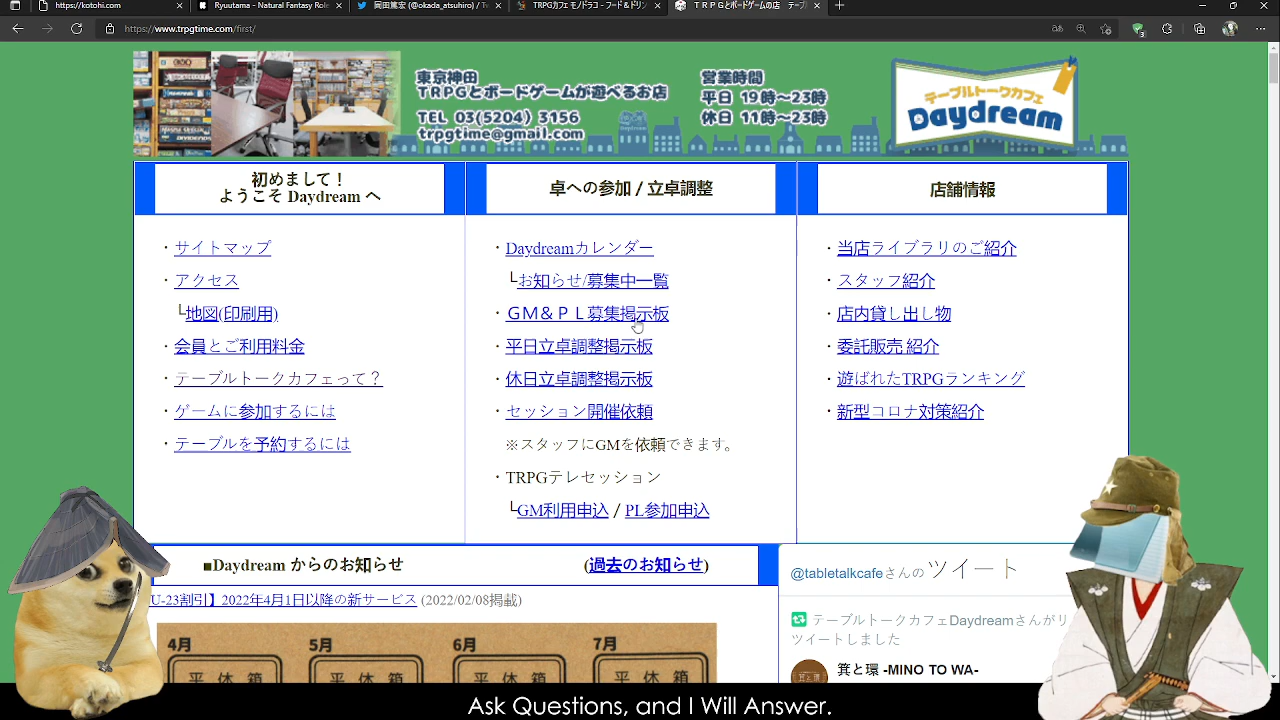 https://totohi.com/
Ryuutama - Natural Fantasy Role
岡田篤宏 (@okada_atsuhiro) / Tw
TRPGカフェモノドラコ コード&ドリン
TRPGとボードゲームのお店 テーブ
https://www.trpgtime.com/first/
東京神田
TRPGとボードゲームが遊べるお店
TEL 03(5204) 3156
trpgtime@gmail.com
営業時間
平日 19時~23時
休日 11時~23時
テーブルトークカフェ
Daydream
初めまして!
ようこそ Daydream へ
・サイトマップ
・アクセス
└地図(印刷用)
・会員とご利用料金
・テーブルトークカフェって?
・ゲームに参加するには
・テーブルを予約するには
卓への参加 / 立卓調整
・Daydreamカレンダー
└お知らせ/募集中一覧
・GM&PL募集掲示板
・平日立卓調整掲示板
・休日立卓調整掲示板
・セッション開催依頼
※スタッフにGMを依頼できます。
・TRPGテレセッション
└GM利用申込 / PL参加申込
店舗情報
・当店ライブラリのご紹介
・スタッフ紹介
・店内貸し出し物
・委託販売 紹介
・遊ばれたTRPGランキング
・新型コロナ対策紹介
■Daydream からのお知らせ (過去のお知らせ)
U-23割引】2022年4月1日以降の新サービス (2022/02/08掲載)
4月 5月 6月 7月
平 休 箱 平 休 箱 平 休 箱 平 休 箱
@tabletalkcafeさんのツイート
テーブルトークカフェDaydreamさんがリ
ツイートしました
箕と環 -MINO TO WA-
Ask Questions, and I Will Answer.